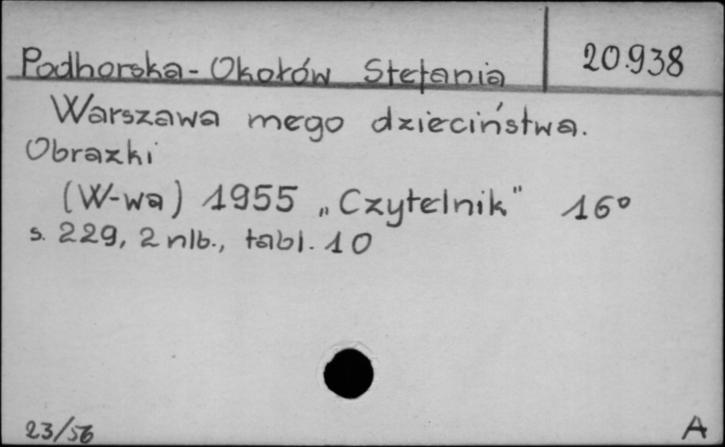 Podhorska-Okołów Stefania
20.938
Warszawa mego dzieciństwa.
Obrazki
(W-wa) 1955 „Czytelnik" 16°
s. 229, 2 nlb., tabl. 10
23/56
A